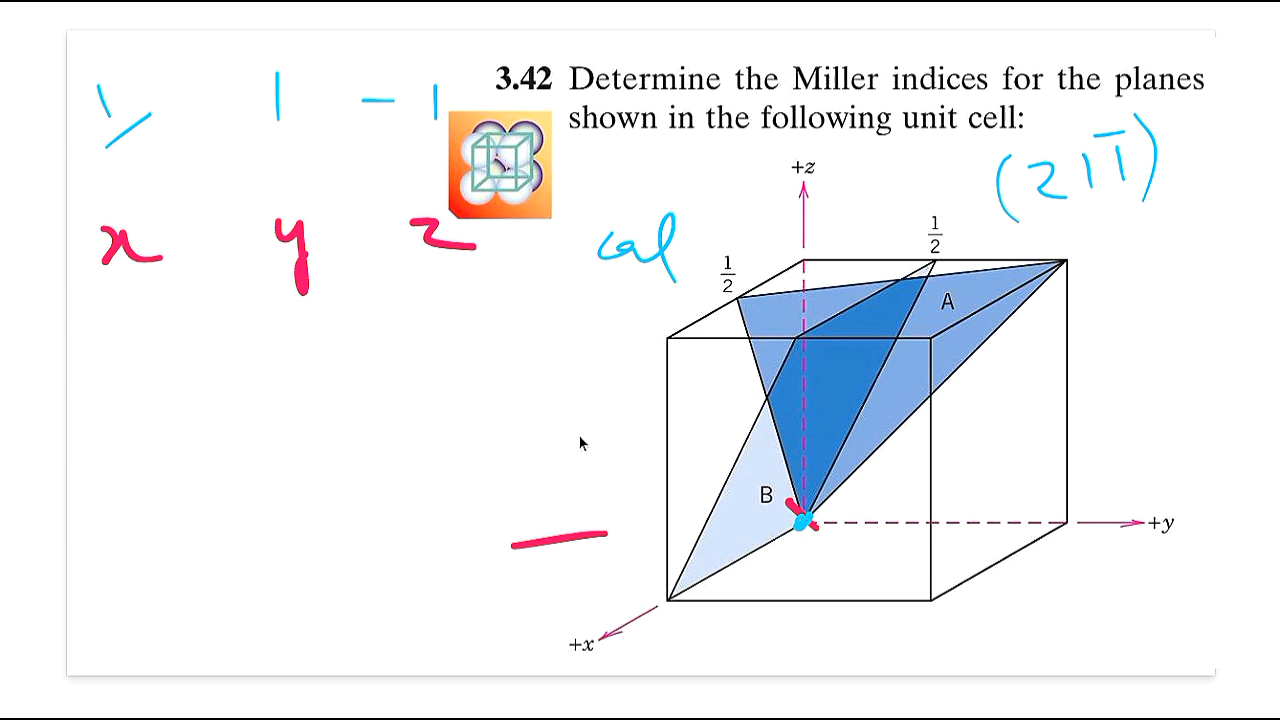 3.42 Determine the Miller indices for the planes
shown in the following unit cell:
1 -1
(2 1 1̅)
x y z
+z
1/2
1/2
A
B
+y
+x